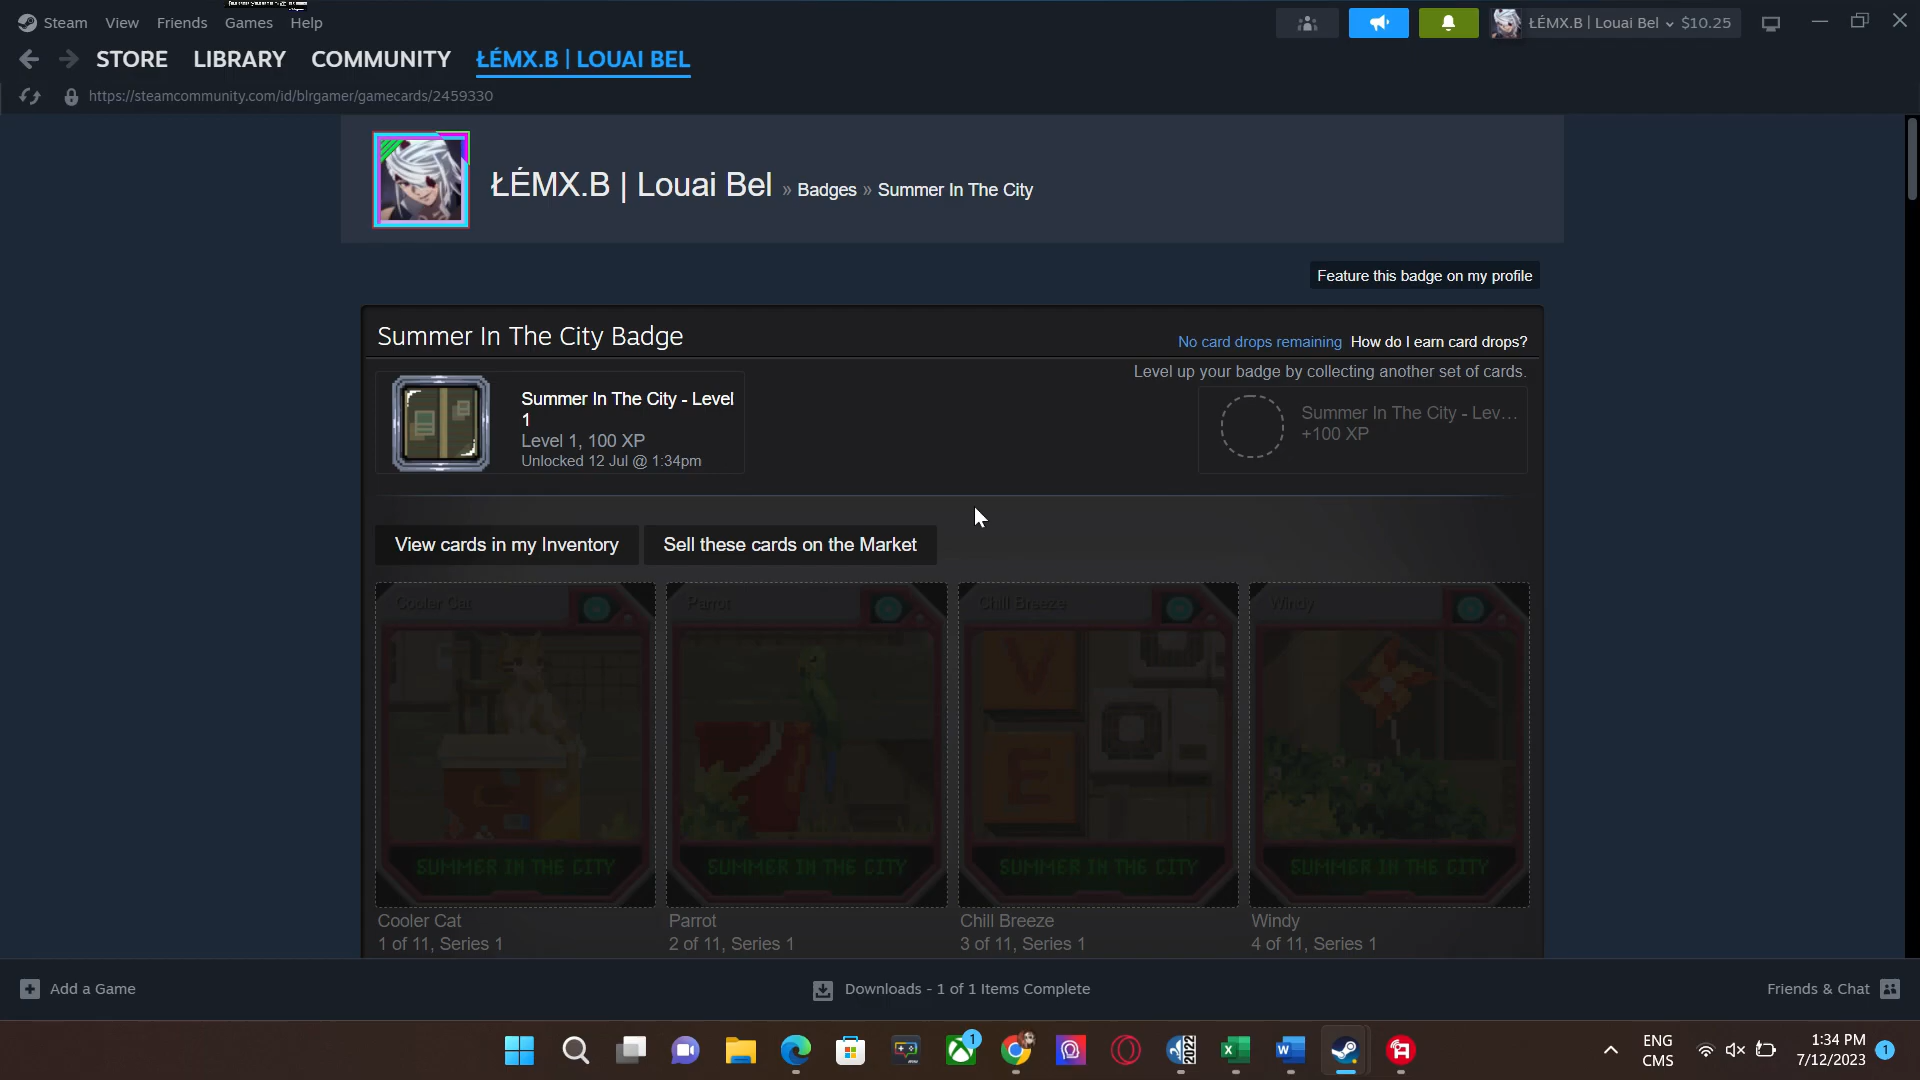 Steam View Friends Games Help
ŁÉMX.B | Louai Bel $10.25
STORE LIBRARY COMMUNITY ŁÉMX.B | LOUAI BEL
https://steamcommunity.com/id/blrgamer/gamecards/2459330
ŁÉMX.B | Louai Bel » Badges » Summer In The City
Feature this badge on my profile
Summer In The City Badge
No card drops remaining How do I earn card drops?
Level up your badge by collecting another set of cards.
Summer In The City - Level
1
Level 1, 100 XP
Unlocked 12 Jul @ 1:34pm
Summer In The City - Lev...
+100 XP
View cards in my Inventory
Sell these cards on the Market
Cooler Cat
Parrot
Chill Breeze
Windy
V
E
SUMMER IN THE CITY
SUMMER IN THE CITY
SUMMER IN THE CITY
SUMMER IN THE CITY
Cooler Cat
1 of 11, Series 1
Parrot
2 of 11, Series 1
Chill Breeze
3 of 11, Series 1
Windy
4 of 11, Series 1
Add a Game
Downloads - 1 of 1 Items Complete
Friends & Chat
1
2022
ENG
CMS
1:34 PM
7/12/2023
1